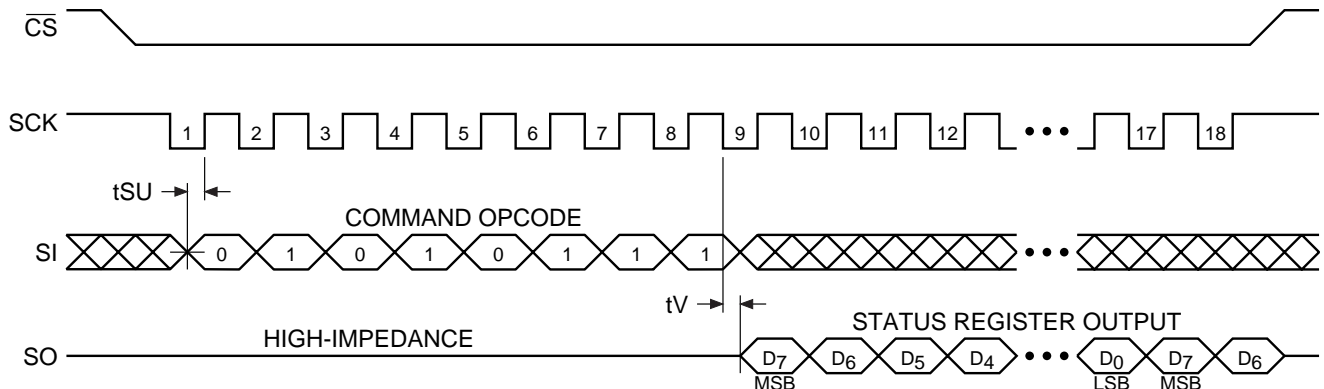 CS
SCK 1 2 3 4 5 6 7 8 9 10 11 12 17 18
tSU
COMMAND OPCODE
SI 0 1 0 1 0 1 1 1
tV
HIGH-IMPEDANCE
STATUS REGISTER OUTPUT
SO D7 D6 D5 D4 D0 D7 D6
MSB LSB MSB